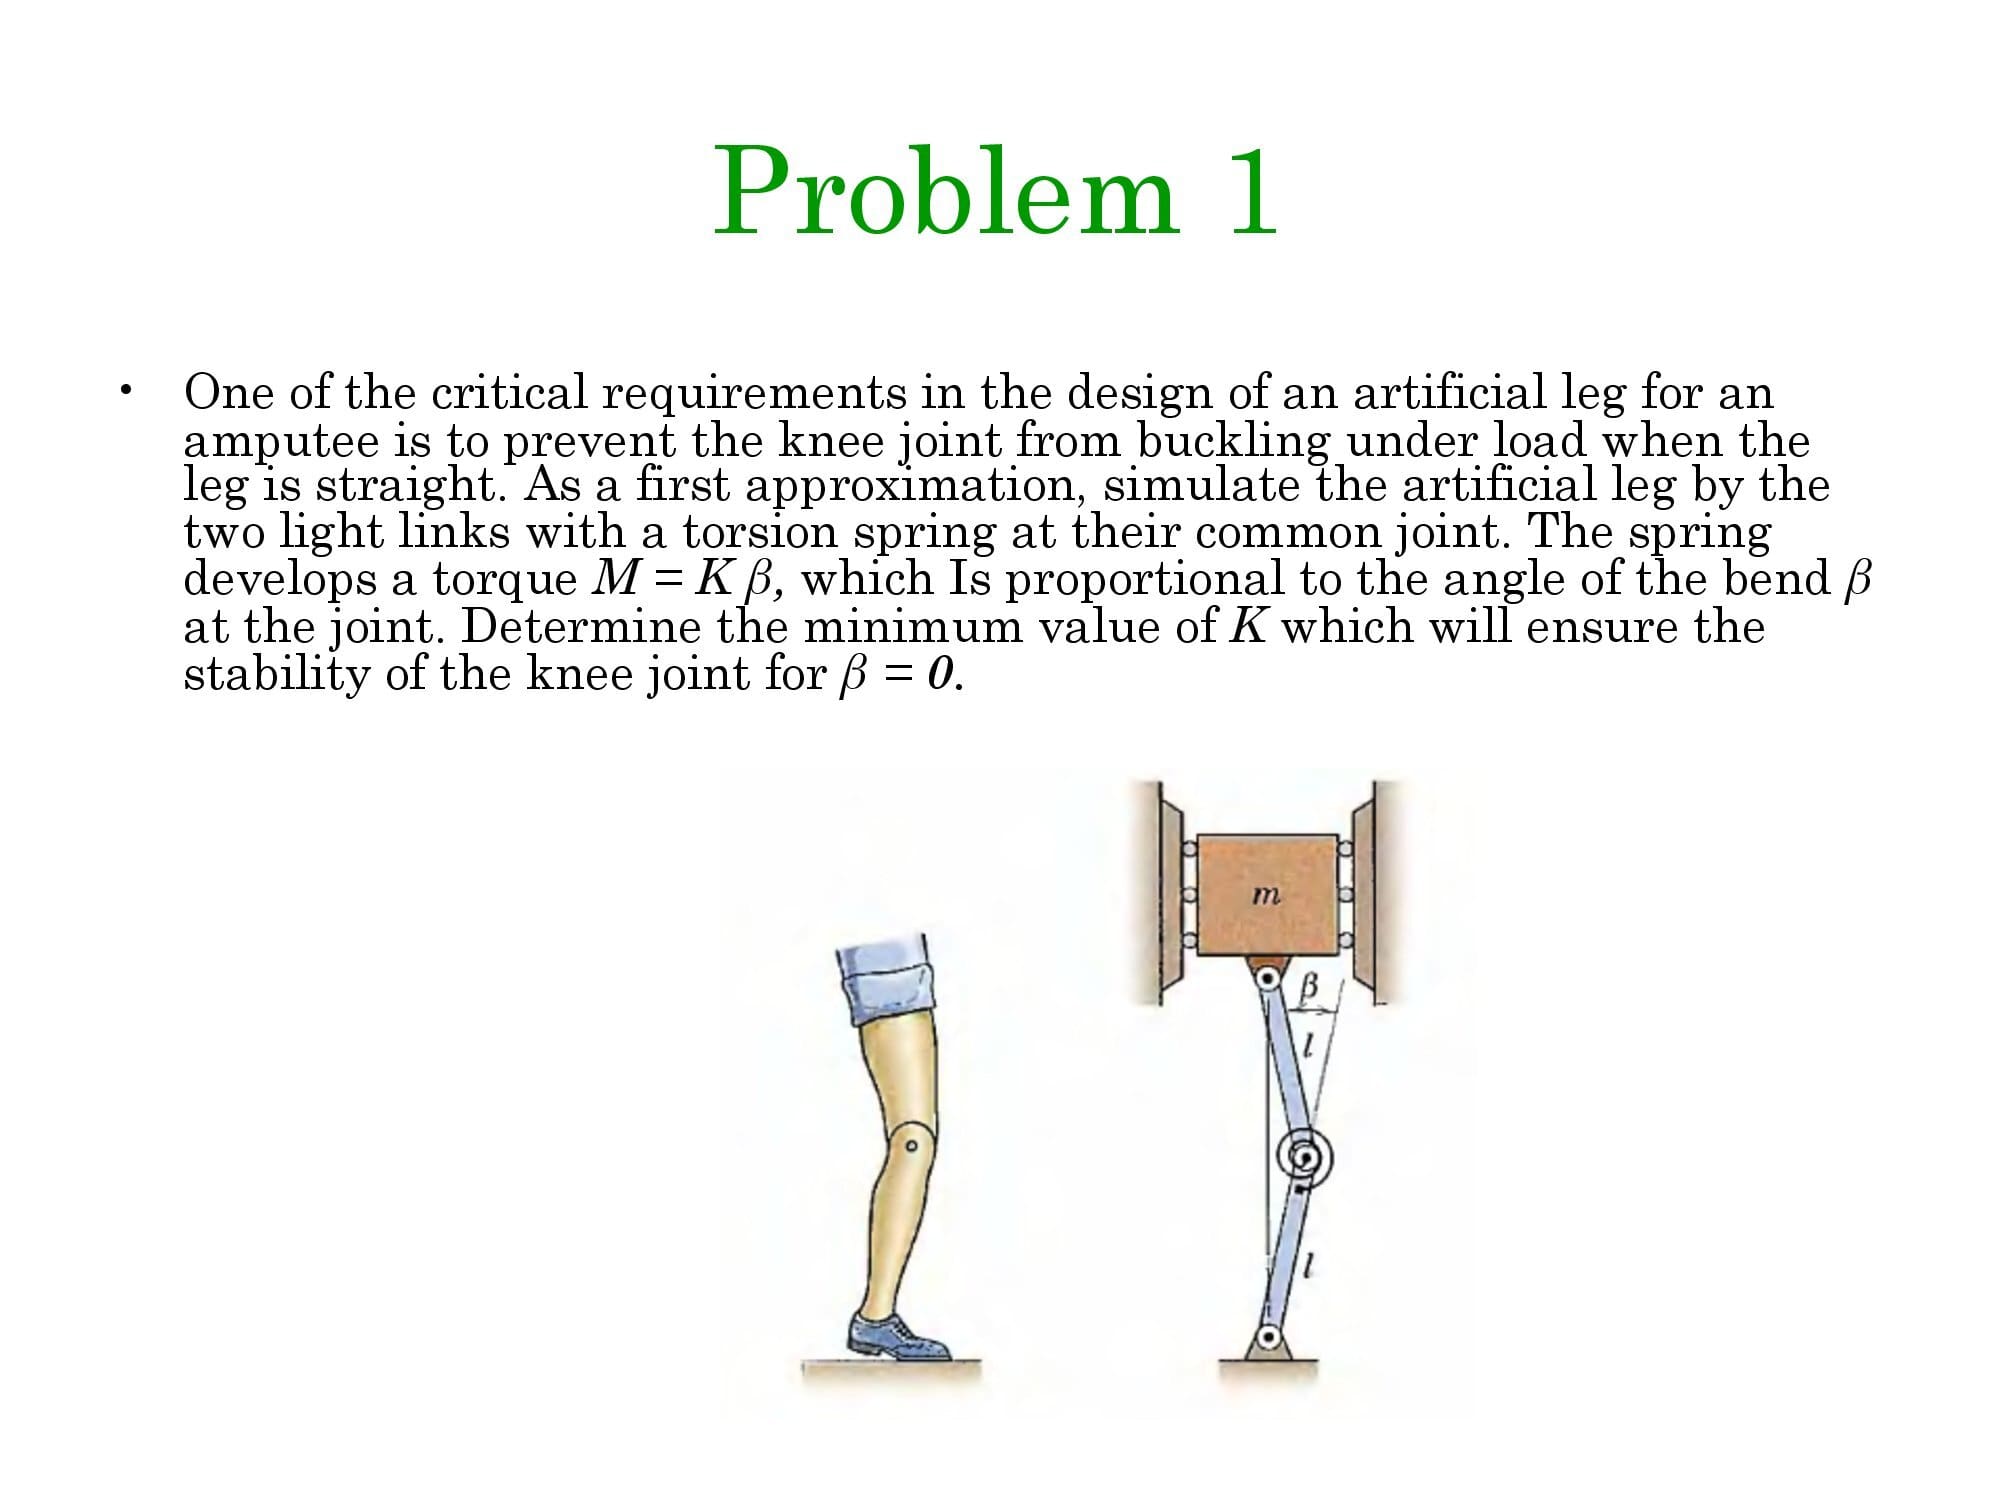 Problem 1
• One of the critical requirements in the design of an artificial leg for an
amputee is to prevent the knee joint from buckling under load when the
leg is straight. As a first approximation, simulate the artificial leg by the
two light links with a torsion spring at their common joint. The spring
develops a torque M = K β, which Is proportional to the angle of the bend β
at the joint. Determine the minimum value of K which will ensure the
stability of the knee joint for β = 0.
m
β
l
l